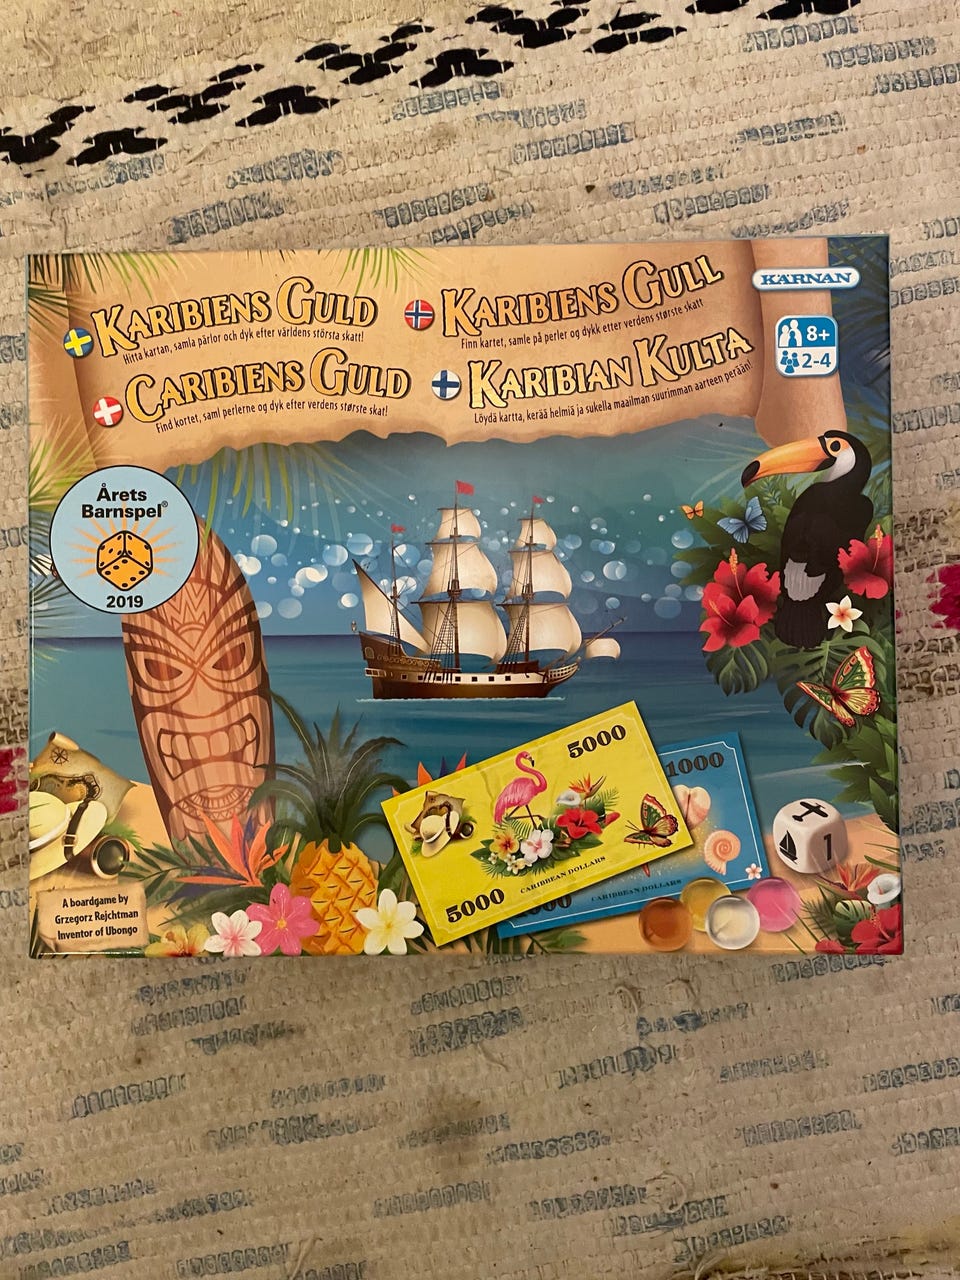 KARIBIENS GULD
Hitta kartan, samla pärlor och dyk efter världens största skatt!
KARIBIENS GULL
Finn kartet, samle på perler og dykk etter verdens største skatt
CARIBIENS GULD
Find kortet, saml perlerne og dyk efter verdens største skat!
KARIBIAN KULTA
Löydä kartta, kerää helmiä ja sukella maailman suurimman aarteen perään!
KÄRNAN
8+
2-4
Årets
Barnspel®
2019
5000
1000
CARIBBEAN DOLLARS
5000
CARIBBEAN DOLLARS
1
A boardgame by
Grzegorz Rejchtman
Inventor of Ubongo